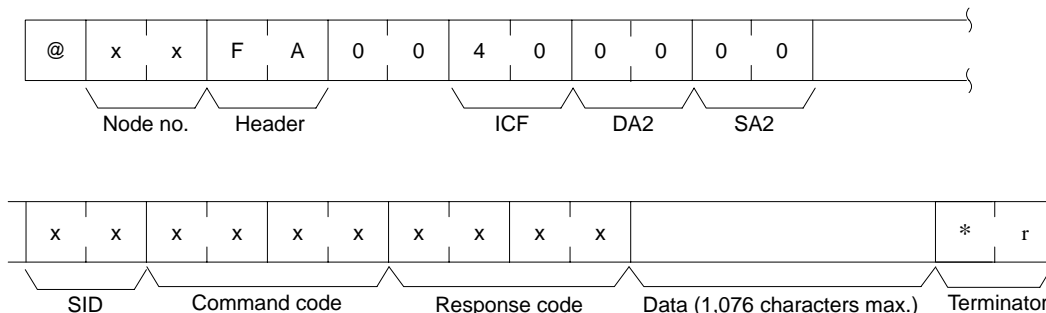 @ x x F A 0 0 4 0 0 0 0 0
Node no. Header ICF DA2 SA2
x x x x x x x x x x * r
SID Command code Response code Data (1,076 characters max.) Terminator